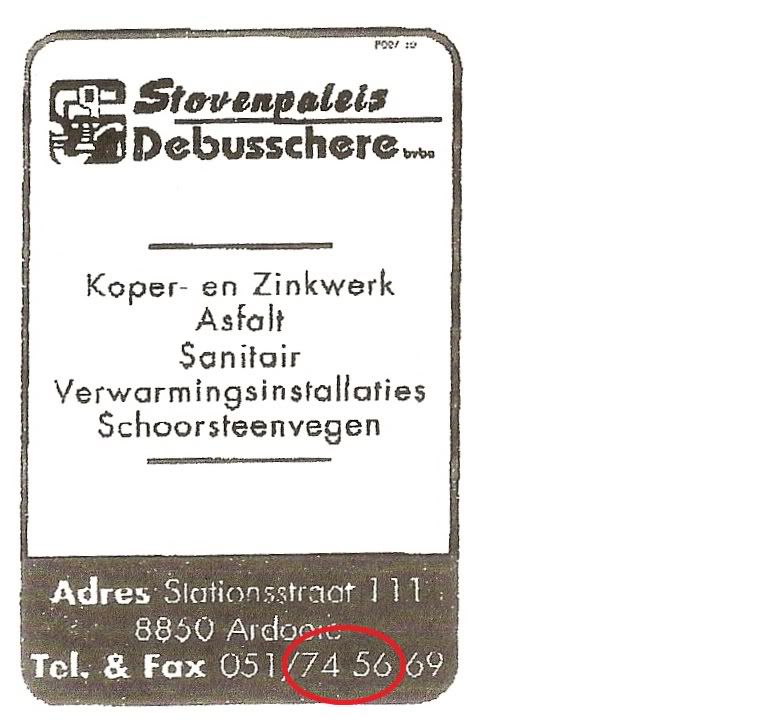 Stovenpaleis
Debusschere bvba
Koper- en Zinkwerk
Asfalt
Sanitair
Verwarmingsinstallaties
Schoorsteenvegen
Adres Stationsstraat 111
8850 Ardooie
Tel. & Fax 051/74 56 69